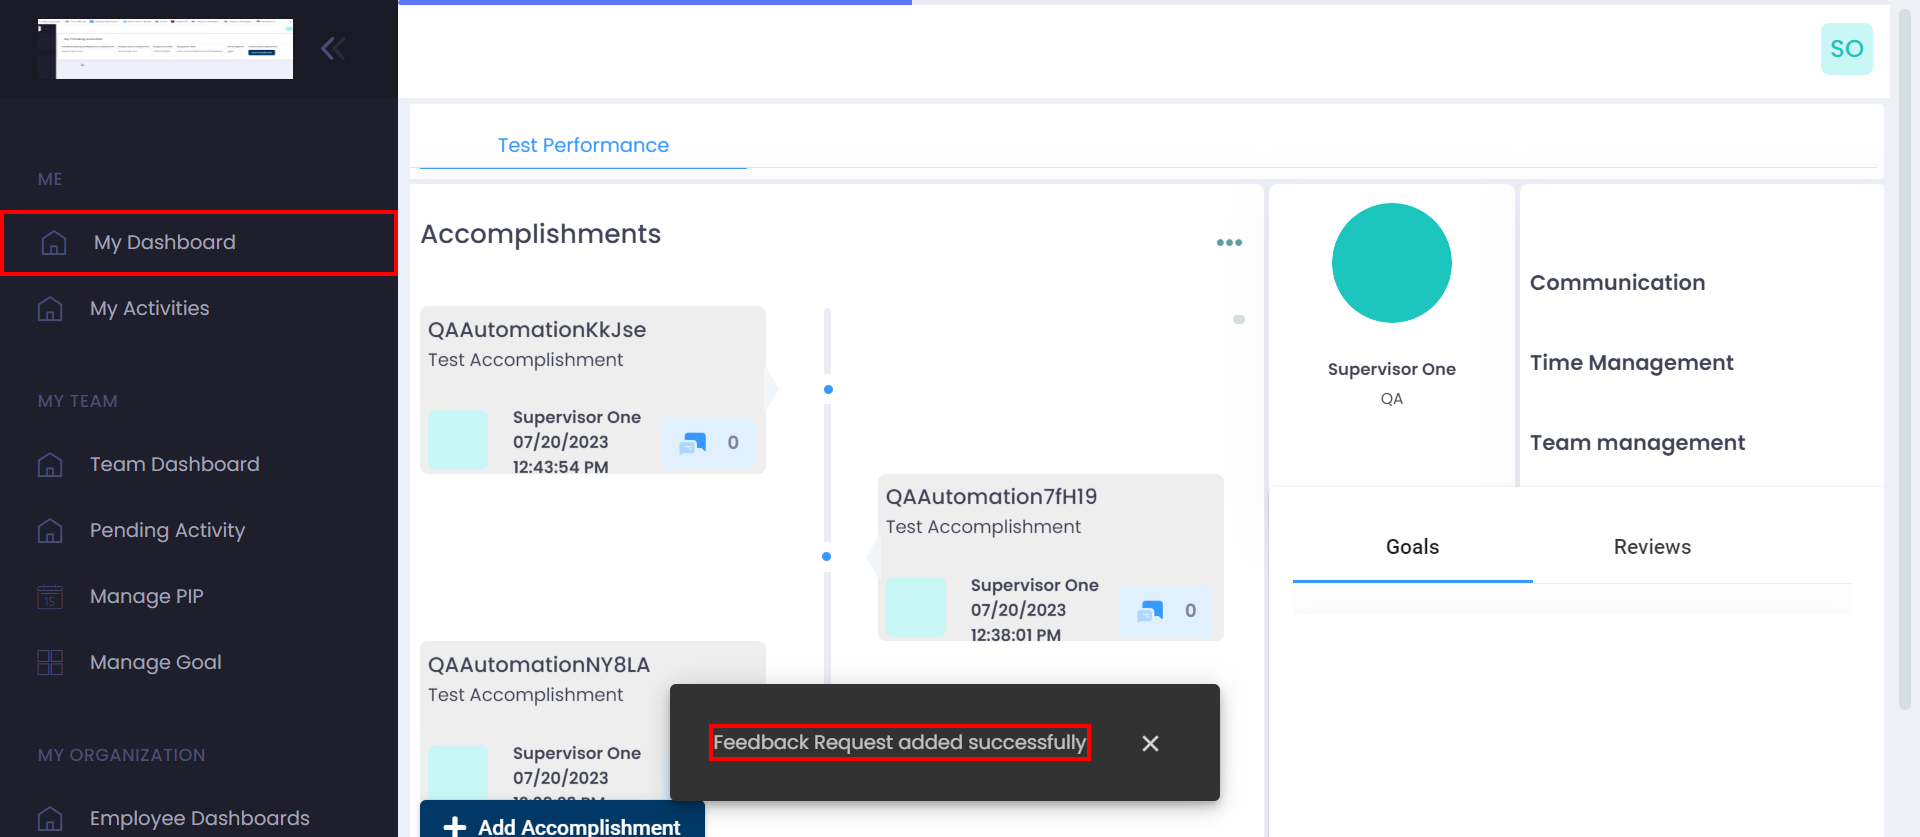 SO
ME
My Dashboard
My Activities
MY TEAM
Team Dashboard
Pending Activity
15
Manage PIP
Manage Goal
MY ORGANIZATION
Employee Dashboards
Test Performance
Accomplishments
QAAutomationKkJse
Test Accomplishment
Supervisor One
07/20/2023
12:43:54 PM
0
QAAutomation7fH19
Test Accomplishment
Supervisor One
07/20/2023
12:38:01 PM
0
QAAutomationNY8LA
Test Accomplishment
Supervisor One
07/20/2023
Add Accomplishment
Feedback Request added successfully
Supervisor One
QA
Communication
Time Management
Team management
Goals
Reviews